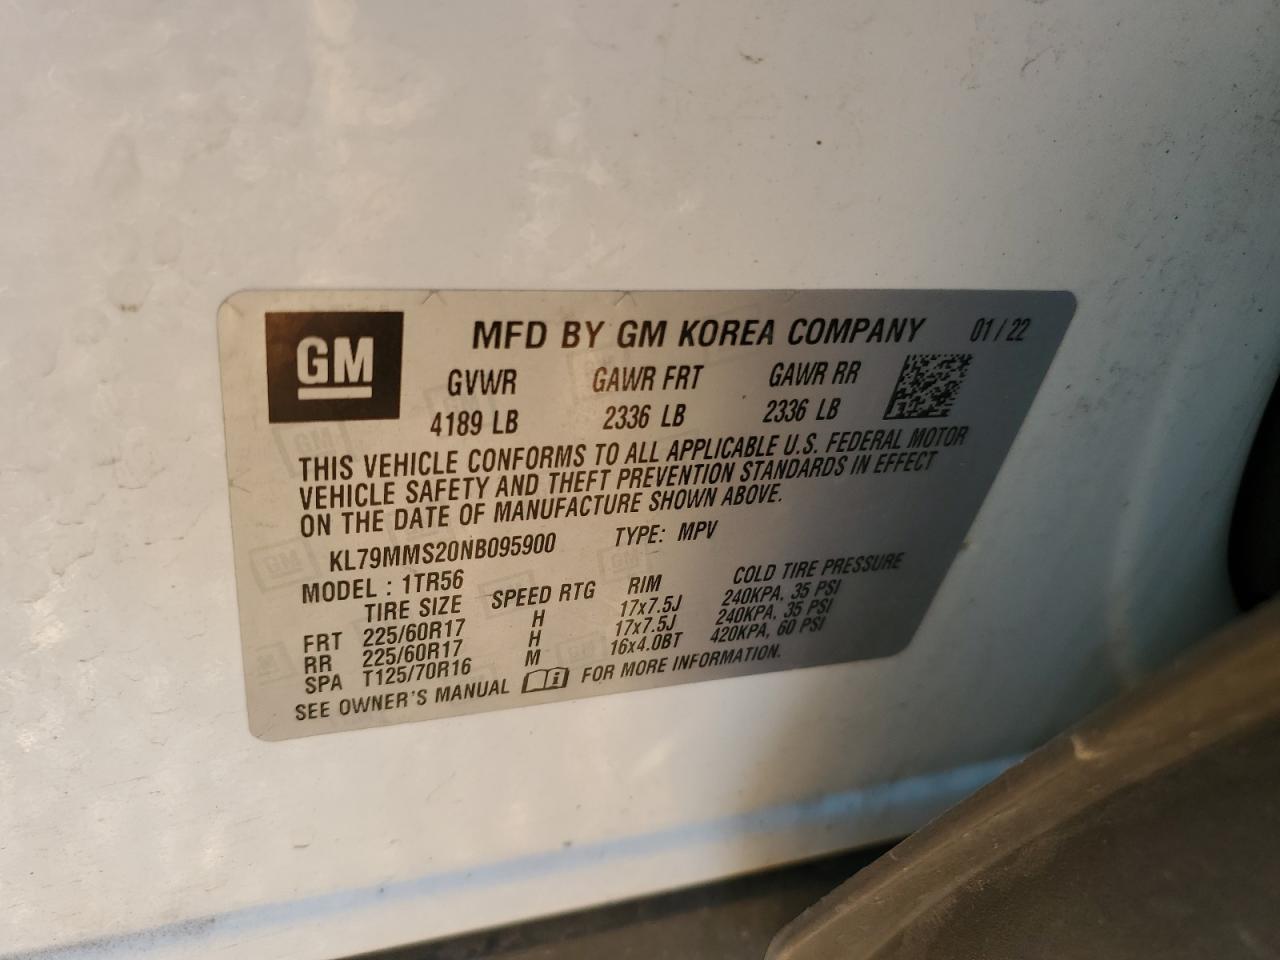 GM
MFD BY GM KOREA COMPANY 01 / 22
GVWR GAWR FRT GAWR RR
4189 LB 2336 LB 2336 LB
THIS VEHICLE CONFORMS TO ALL APPLICABLE U.S. FEDERAL MOTOR
VEHICLE SAFETY AND THEFT PREVENTION STANDARDS IN EFFECT
ON THE DATE OF MANUFACTURE SHOWN ABOVE.
KL79MMS20NB095900 TYPE: MPV
MODEL : 1TR56
TIRE SIZE SPEED RTG RIM COLD TIRE PRESSURE
FRT 225/60R17 H 17x7.5J 240KPA, 35 PSI
RR 225/60R17 H 17x7.5J 240KPA, 35 PSI
SPA T125/70R16 M 16x4.0BT 420KPA, 60 PSI
SEE OWNER'S MANUAL FOR MORE INFORMATION.